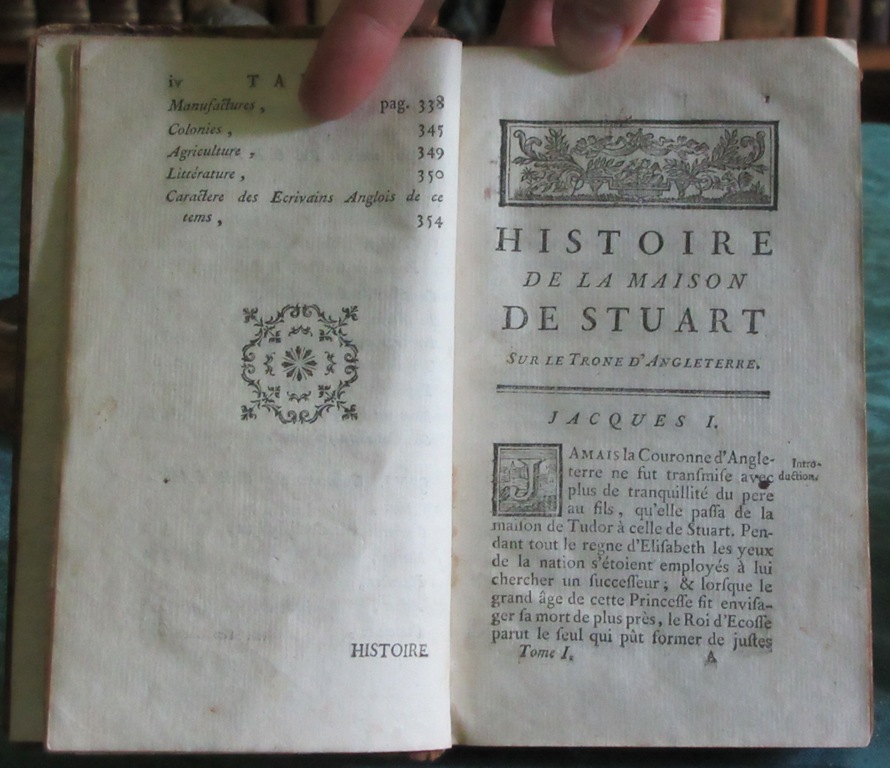 iv
Manufactures, pag. 338
Colonies, 345
Agriculture, 349
Littérature, 350
Caractere des Ecrivains Anglois de ce
tems, 354
HISTOIRE
1
HISTOIRE
DE LA MAISON
DE STUART
SUR LE TRONE D'ANGLETERRE.
JACQUES I.
JAMAIS la Couronne d'Angle-
terre ne fut tranſmiſe avec
plus de tranquillité du pere
au fils, qu'elle paſſa de la
maiſon de Tudor à celle de Stuart. Pen-
dant tout le regne d'Eliſabeth les yeux
de la nation s'étoient employés à lui
chercher un ſucceſſeur ; & lorſque le
grand âge de cette Princeſſe fit enviſa-
ger ſa mort de plus près, le Roi d'Ecoſſe
parut le ſeul qui pût former de juſtes
Intro-
duction.
Tome I. A